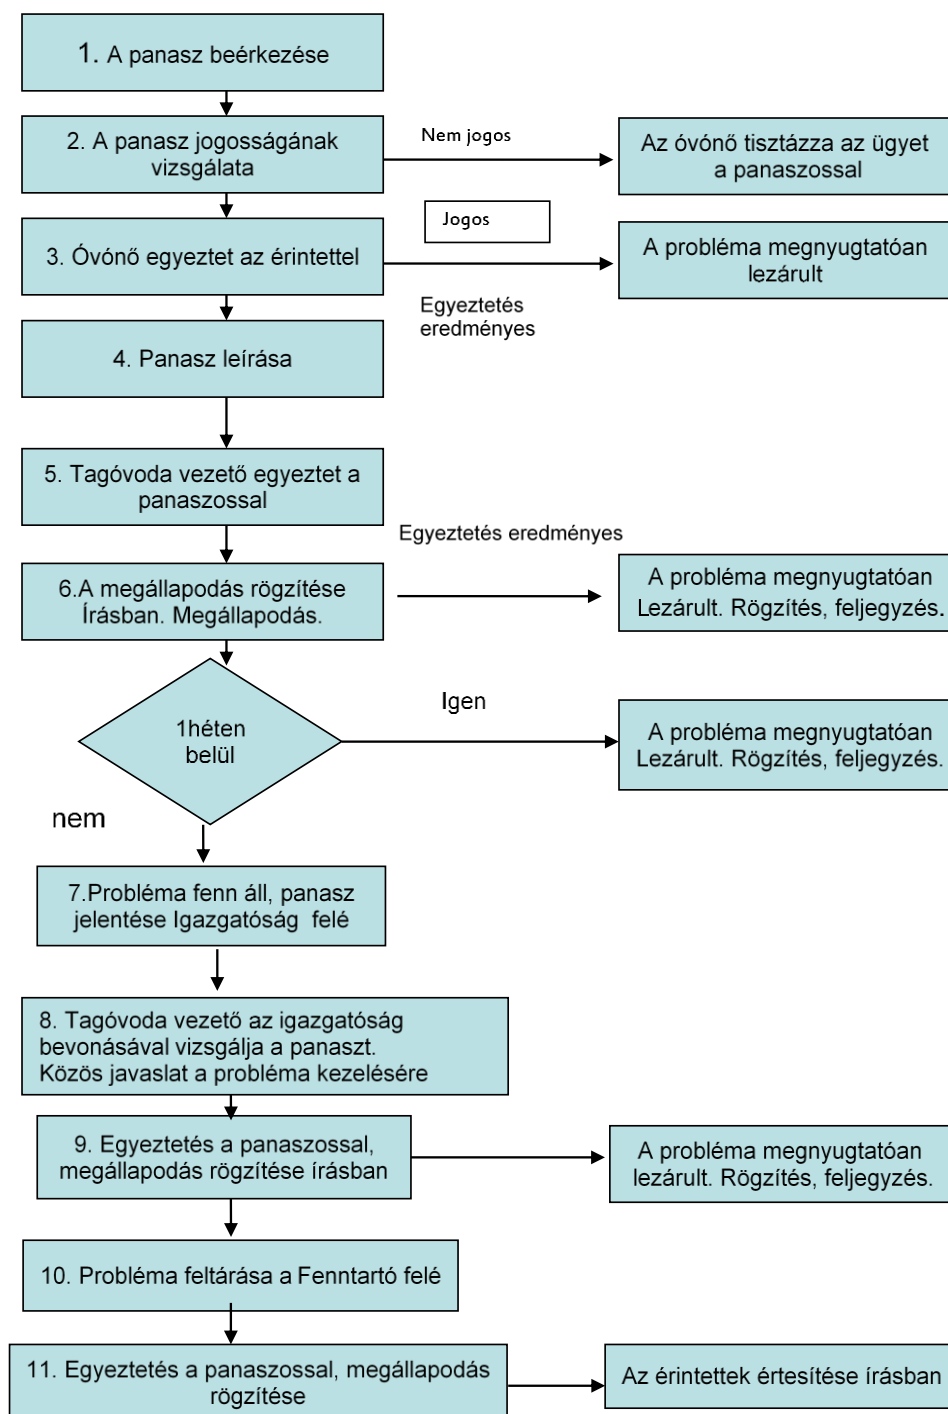 1. A panasz beérkezése
2. A panasz jogosságának
vizsgálata
Nem jogos
Az óvónő tisztázza az ügyet
a panaszossal
Jogos
3. Óvónő egyeztet az érintettel
A probléma megnyugtatóan
lezárult
Egyeztetés
eredményes
4. Panasz leírása
5. Tagóvoda vezető egyeztet a
panaszossal
Egyeztetés eredményes
6.A megállapodás rögzítése
Írásban. Megállapodás.
A probléma megnyugtatóan
Lezárult. Rögzítés, feljegyzés.
1héten
belül
Igen
A probléma megnyugtatóan
Lezárult. Rögzítés, feljegyzés.
nem
7.Probléma fenn áll, panasz
jelentése Igazgatóság felé
8. Tagóvoda vezető az igazgatóság
bevonásával vizsgálja a panaszt.
Közös javaslat a probléma kezelésére
9. Egyeztetés a panaszossal,
megállapodás rögzítése írásban
A probléma megnyugtatóan
lezárult. Rögzítés, feljegyzés.
10. Probléma feltárása a Fenntartó felé
11. Egyeztetés a panaszossal, megállapodás
rögzítése
Az érintettek értesítése írásban